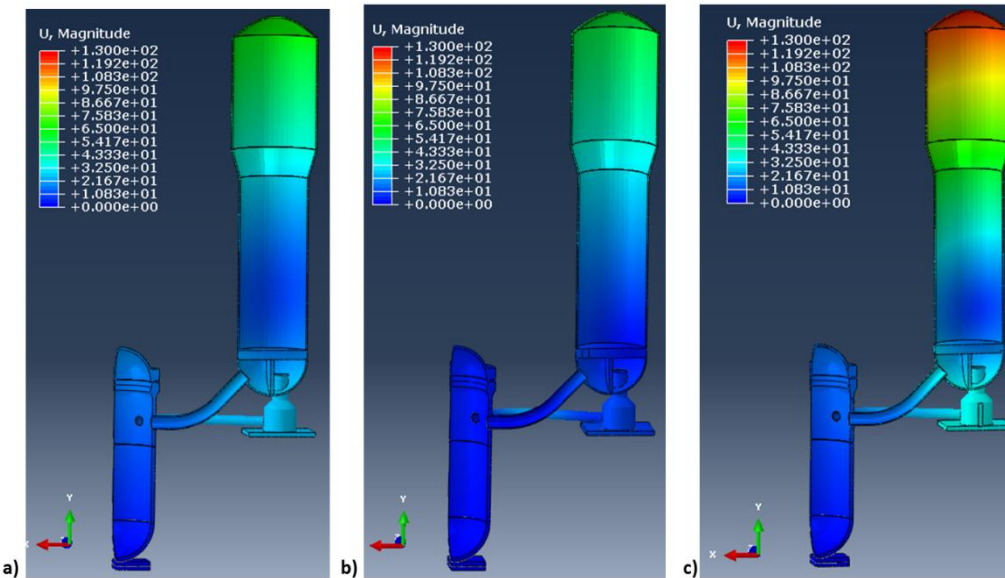 U, Magnitude
+1.300e+02
+1.192e+02
+1.083e+02
+9.750e+01
+8.667e+01
+7.583e+01
+6.500e+01
+5.417e+01
+4.333e+01
+3.250e+01
+2.167e+01
+1.083e+01
+0.000e+00
Y
X
a)
U, Magnitude
+1.300e+02
+1.192e+02
+1.083e+02
+9.750e+01
+8.667e+01
+7.583e+01
+6.500e+01
+5.417e+01
+4.333e+01
+3.250e+01
+2.167e+01
+1.083e+01
+0.000e+00
Y
b)
U, Magnitude
+1.300e+02
+1.192e+02
+1.083e+02
+9.750e+01
+8.667e+01
+7.583e+01
+6.500e+01
+5.417e+01
+4.333e+01
+3.250e+01
+2.167e+01
+1.083e+01
+0.000e+00
Y
X
c)